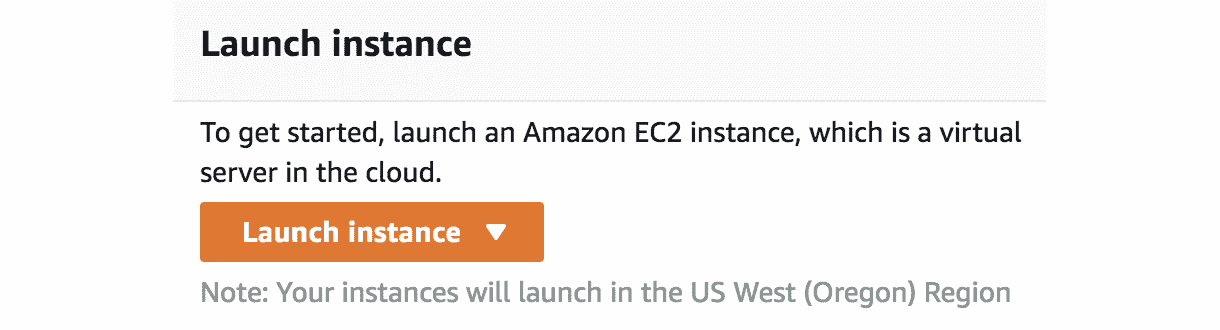 Launch instance
To get started, launch an Amazon EC2 instance, which is a virtual
server in the cloud.
Launch instance
Note: Your instances will launch in the US West (Oregon) Region